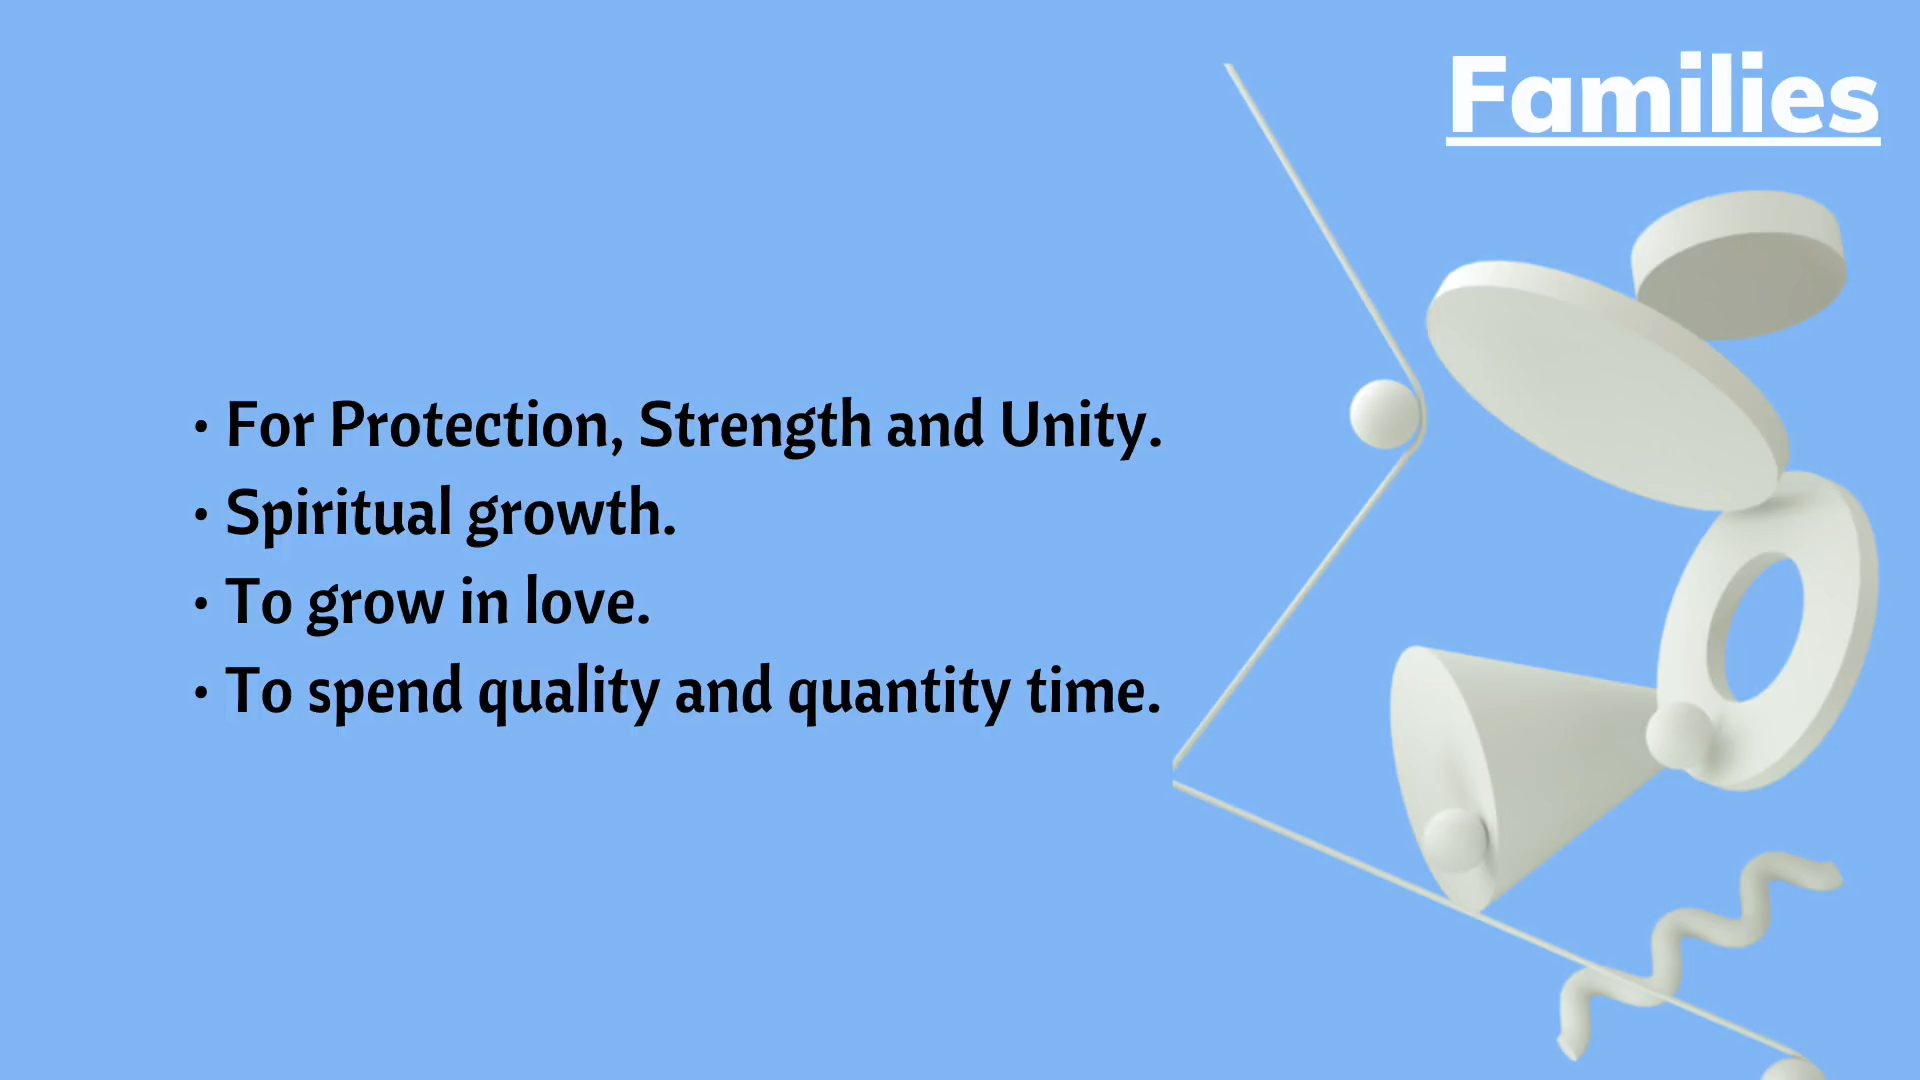 Families
• For Protection, Strength and Unity.
• Spiritual growth.
• To grow in love.
• To spend quality and quantity time.